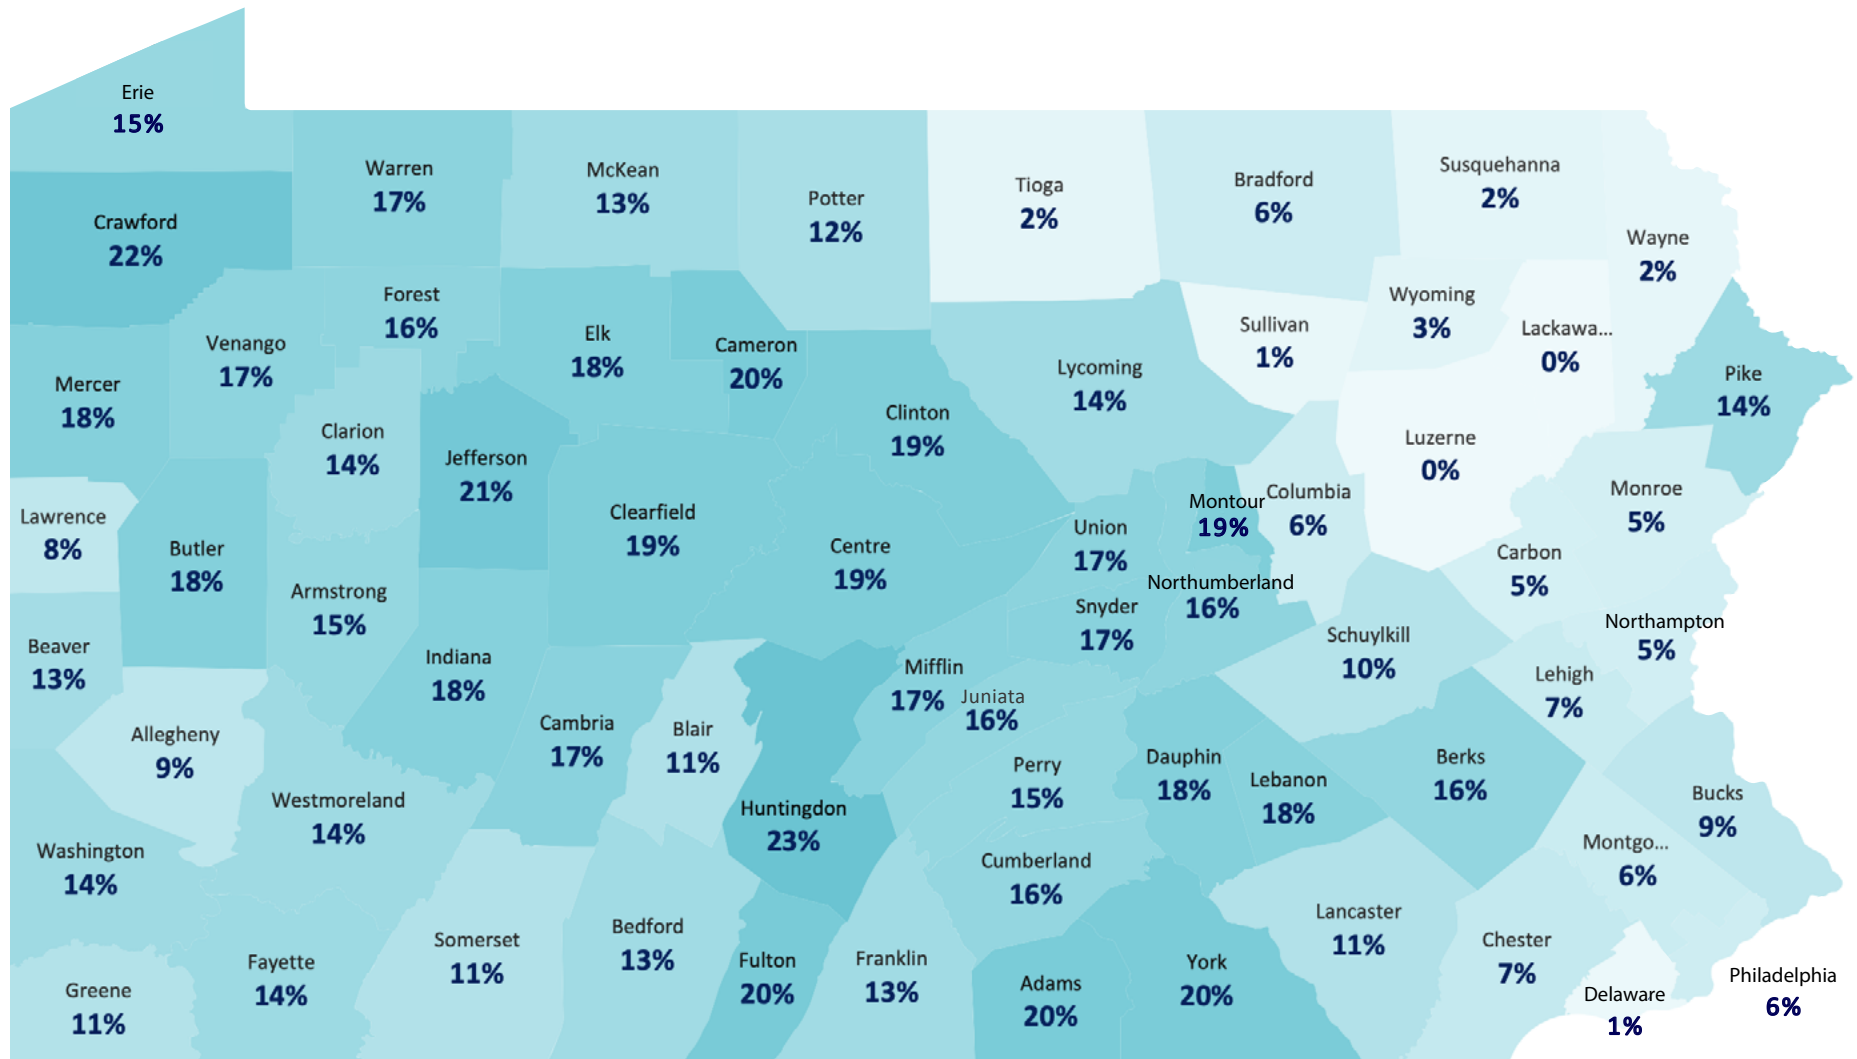 Erie
15%
Warren
17%
McKean
13%
Potter
12%
Tioga
2%
Bradford
6%
Susquehanna
2%
Wayne
2%
Crawford
22%
Forest
16%
Venango
17%
Elk
18%
Cameron
20%
Sullivan
1%
Wyoming
3%
Lackawa...
0%
Mercer
18%
Clarion
14%
Jefferson
21%
Clinton
19%
Lycoming
14%
Luzerne
0%
Pike
14%
Lawrence
8%
Butler
18%
Clearfield
19%
Centre
19%
Union
17%
Montour
19%
Columbia
6%
Monroe
5%
Carbon
5%
Armstrong
15%
Beaver
13%
Indiana
18%
Snyder
17%
Northumberland
16%
Schuylkill
10%
Northampton
5%
Lehigh
7%
Mifflin
17%
Juniata
16%
Allegheny
9%
Cambria
17%
Blair
11%
Perry
15%
Dauphin
18%
Lebanon
18%
Berks
16%
Bucks
9%
Westmoreland
14%
Huntingdon
23%
Washington
14%
Cumberland
16%
Montgo...
6%
Somerset
11%
Bedford
13%
Fulton
20%
Franklin
13%
Adams
20%
York
20%
Lancaster
11%
Chester
7%
Greene
11%
Fayette
14%
Delaware
1%
Philadelphia
6%